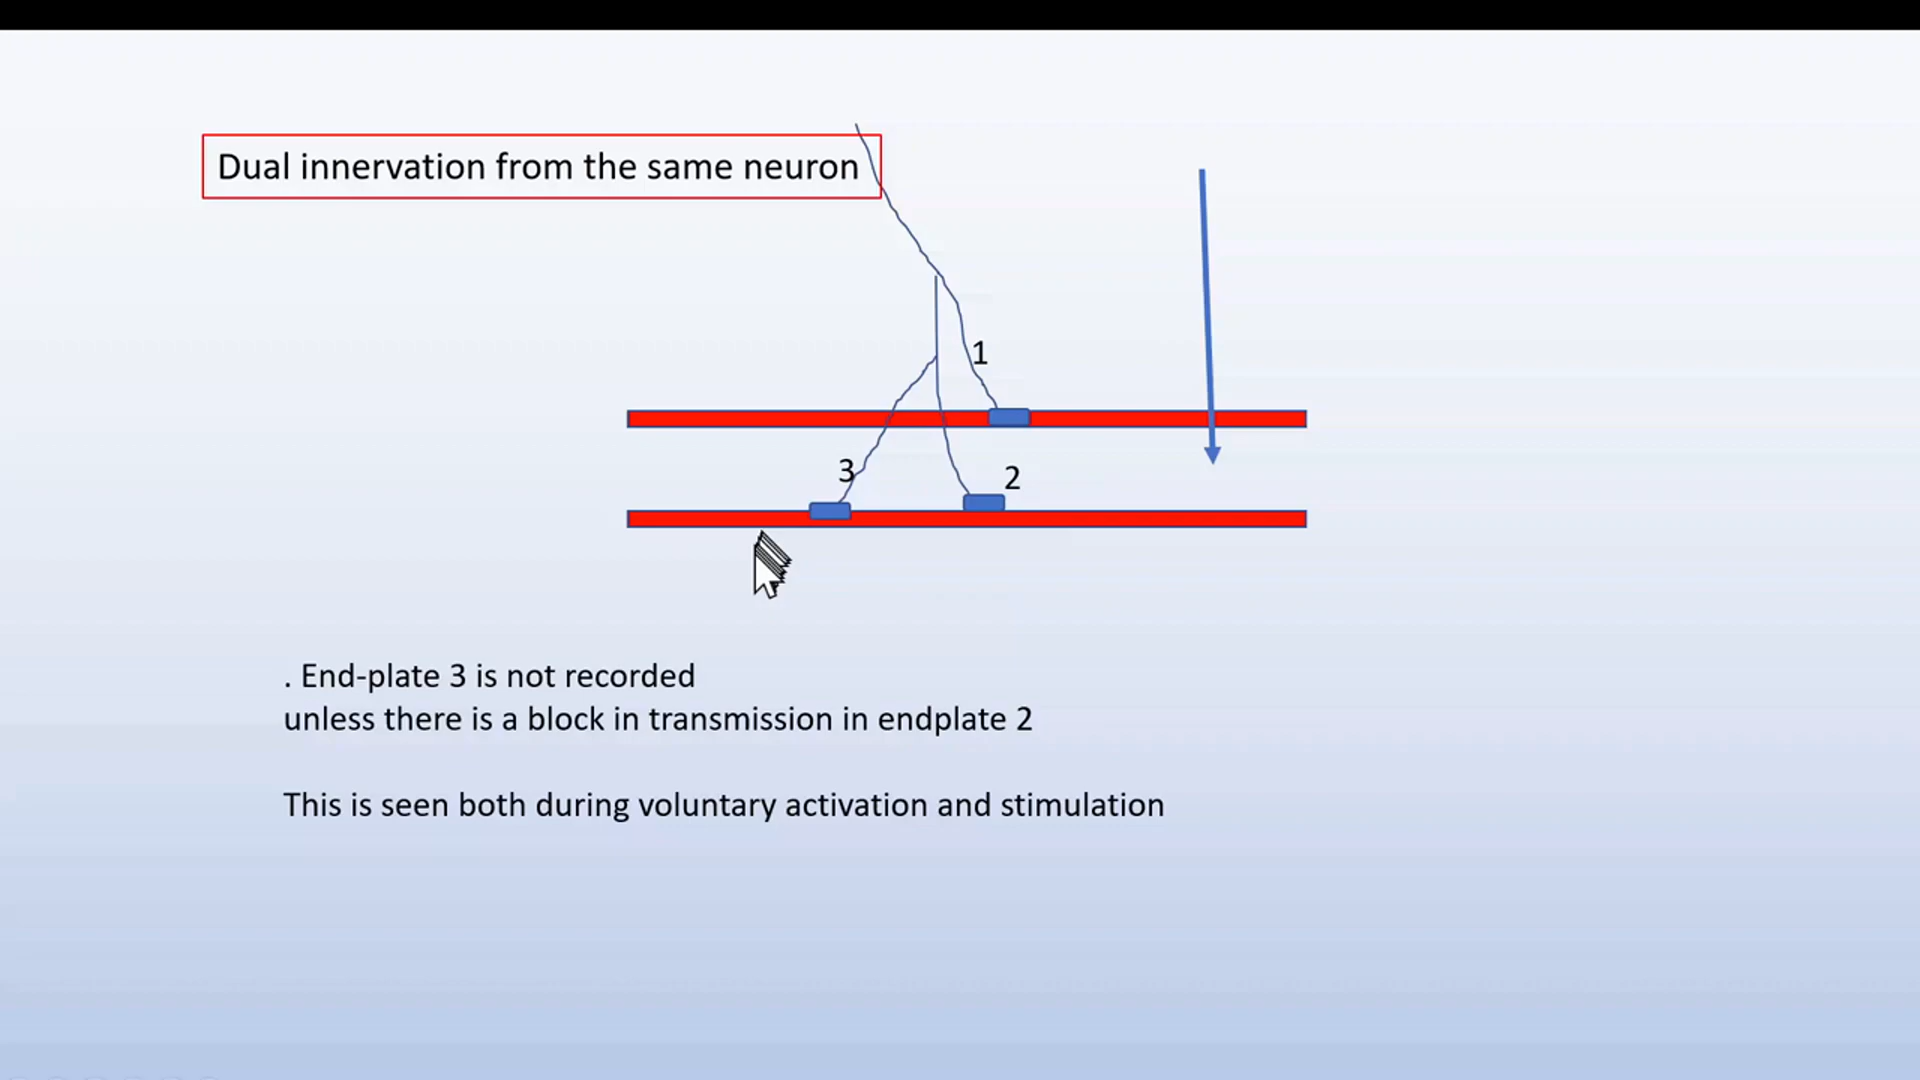 Dual innervation from the same neuron
1
3
2
. End-plate 3 is not recorded
unless there is a block in transmission in endplate 2
This is seen both during voluntary activation and stimulation